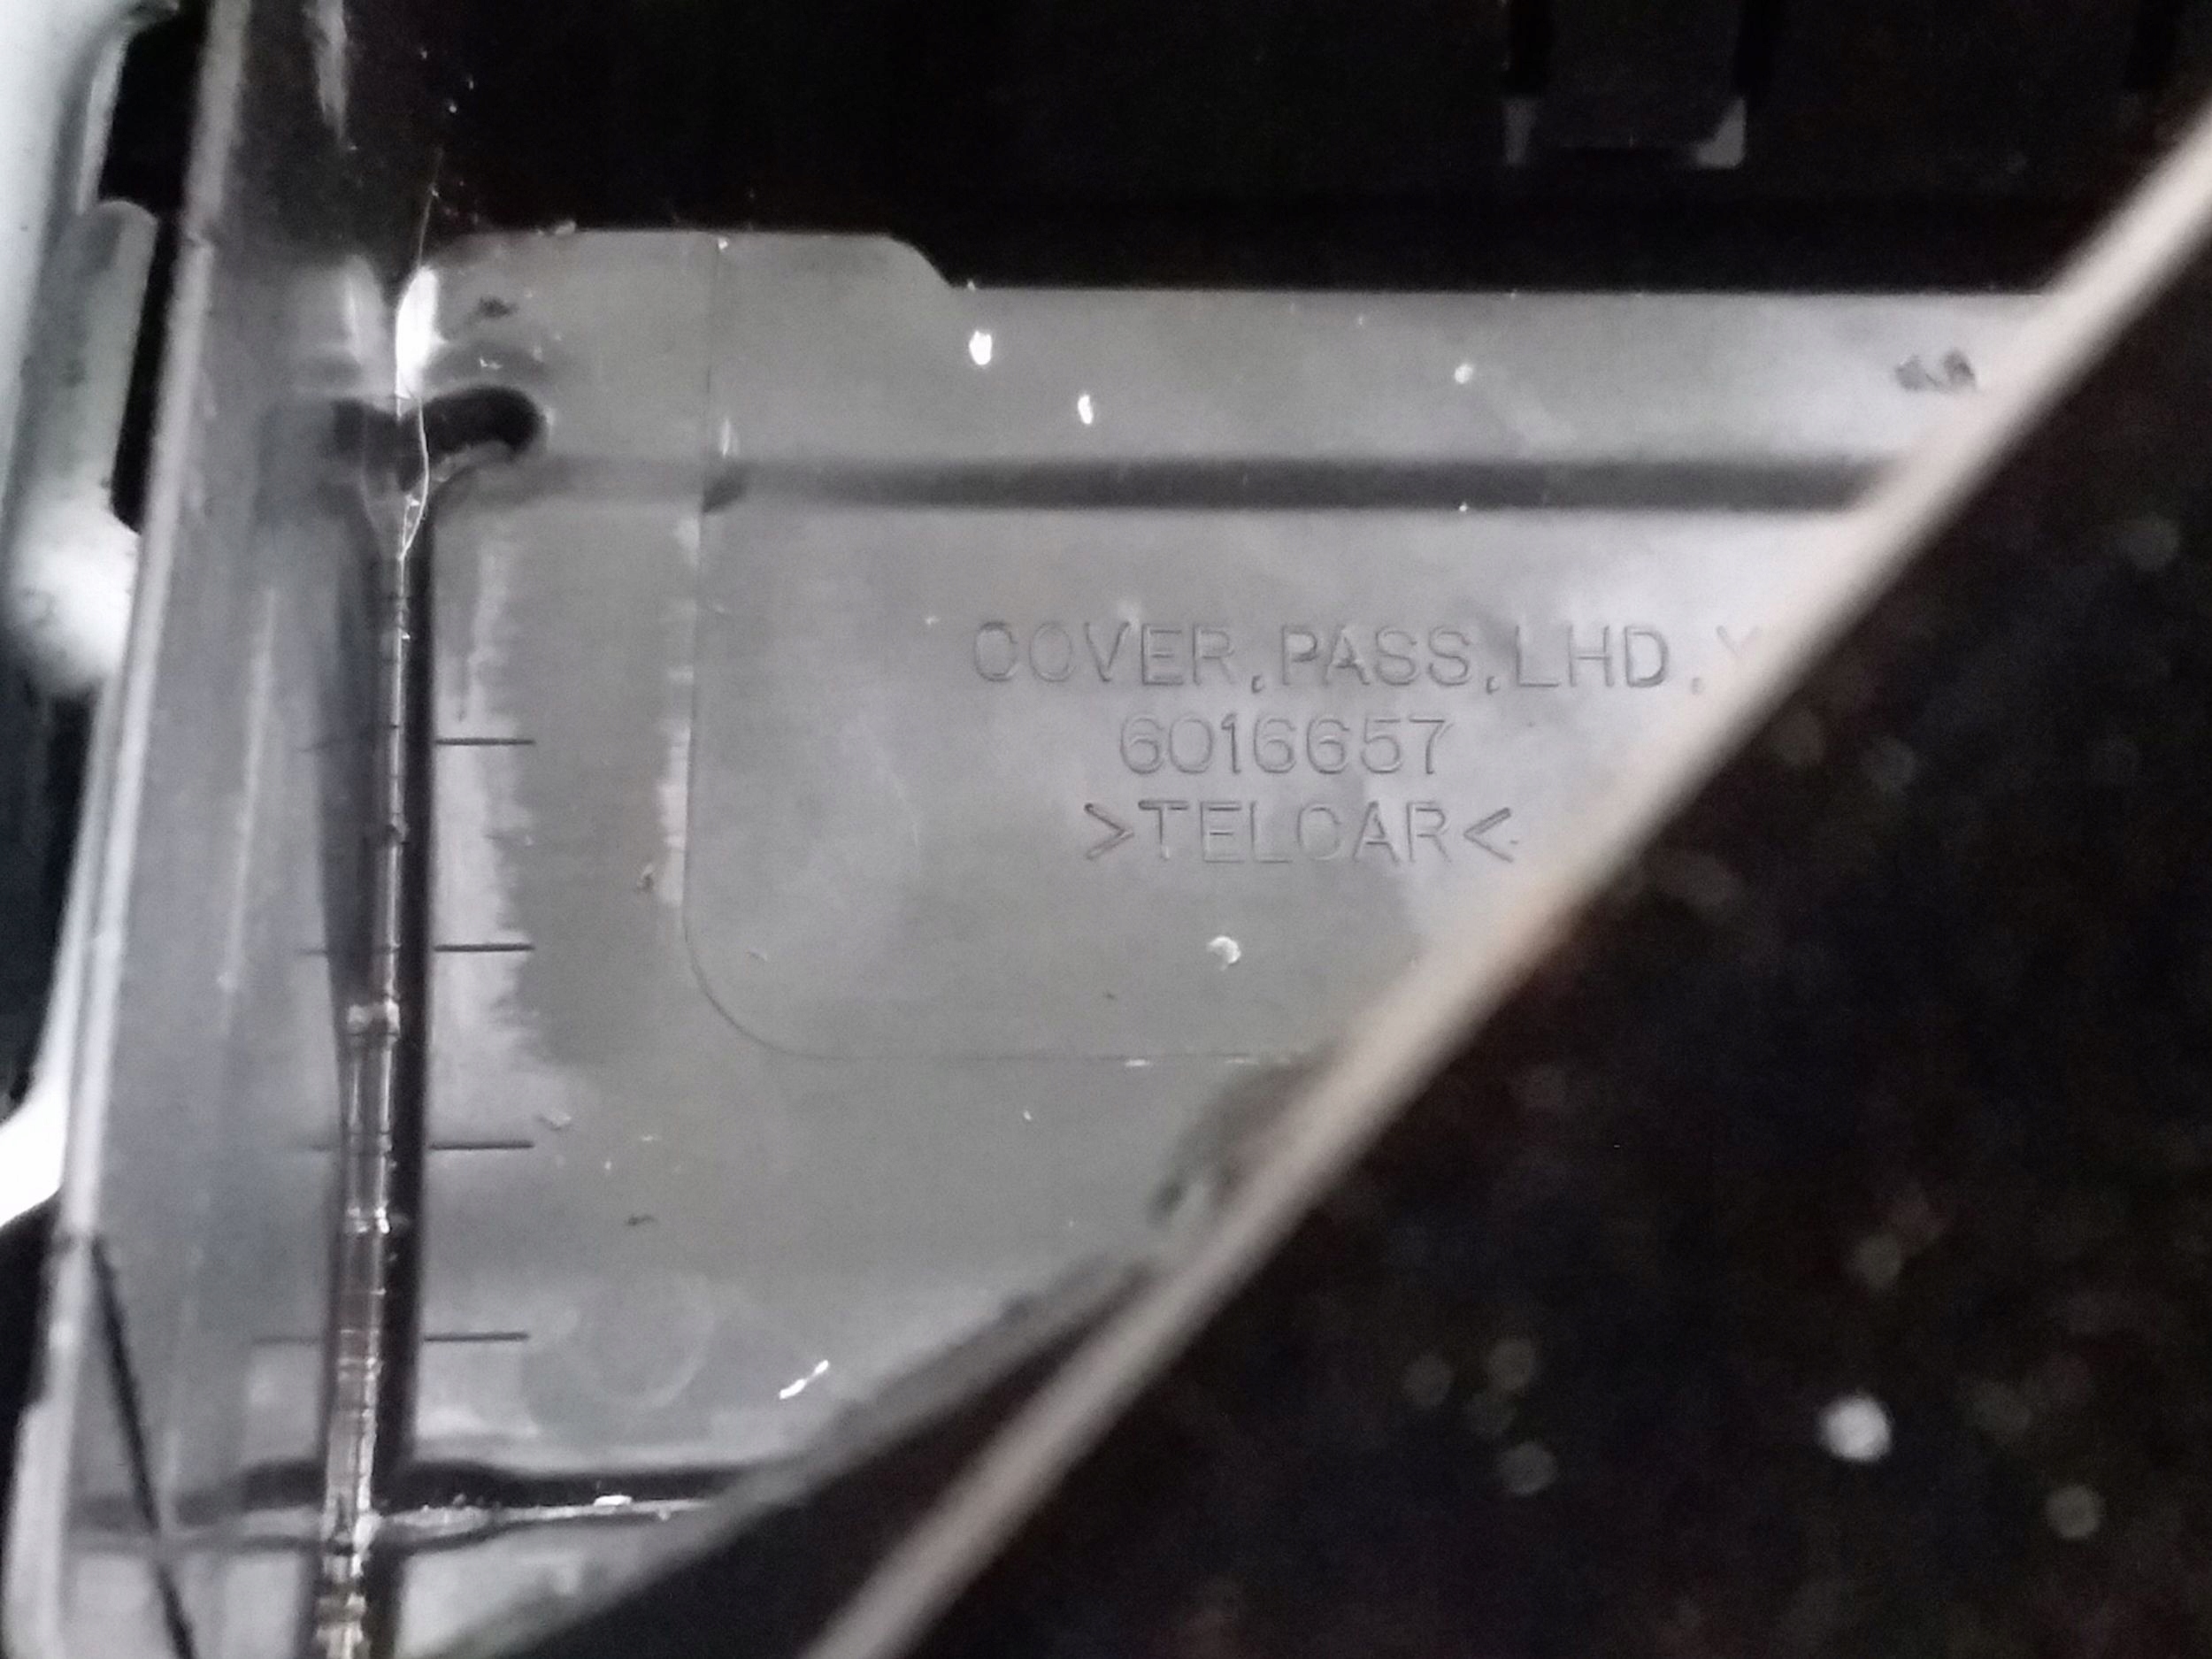 COVER,PASS,LHD,
6016657
>TELCAR<